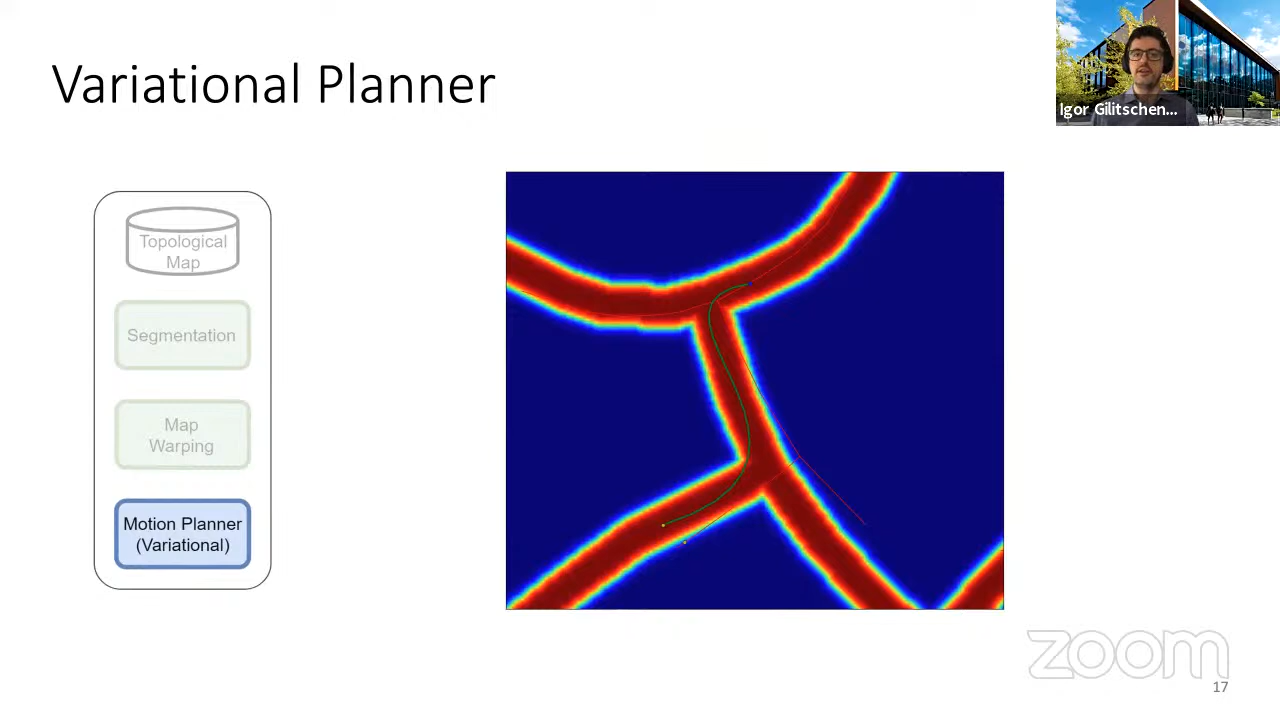 Variational Planner
Igor Gilitschen...
Topological
Map
Segmentation
Map
Warping
Motion Planner
(Variational)
zoom
17